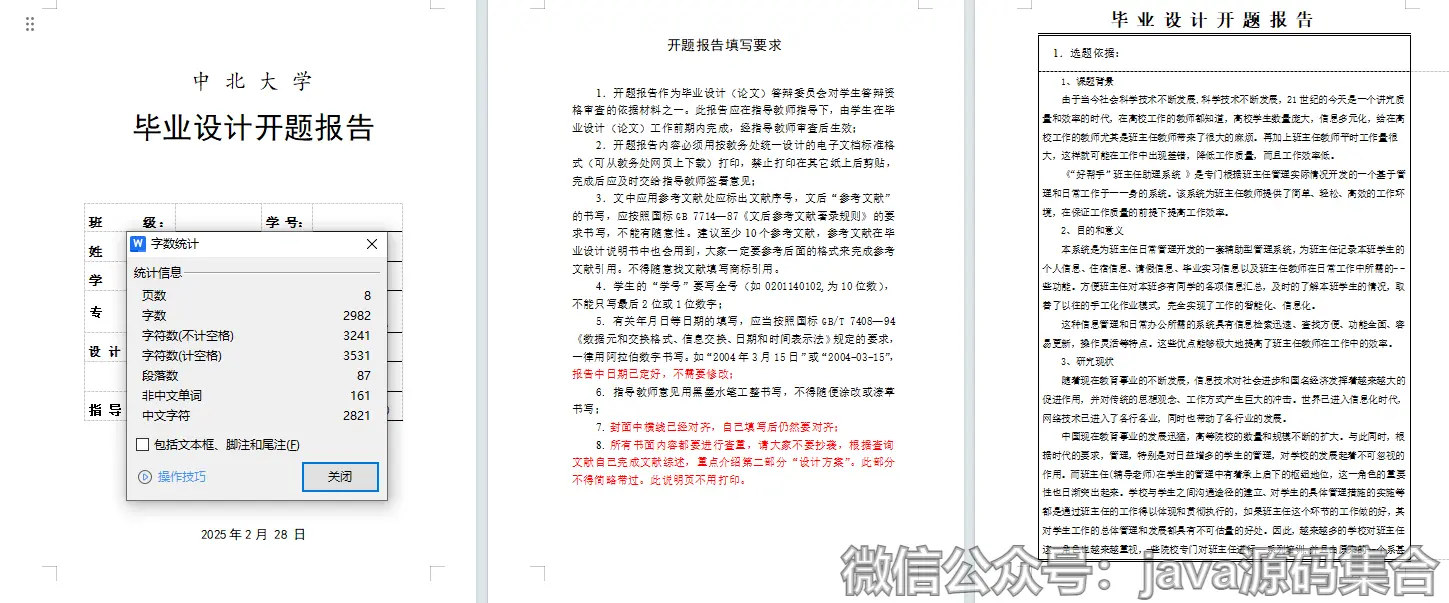 中 北 大 学
毕业设计开题报告
班 级：
学 号：
姓
学
专
设 计
指 导
W 字数统计
统计信息
页数 8
字数 2982
字符数(不计空格) 3241
字符数(计空格) 3531
段落数 87
非中文单词 161
中文字符 2821
包括文本框、脚注和尾注(F)
操作技巧
关闭
2025 年 2 月 28 日
开题报告填写要求
1．开题报告作为毕业设计（论文）答辩委员会对学生答辩资
格审查的依据材料之一。此报告应在指导教师指导下，由学生在毕
业设计（论文）工作前期内完成，经指导教师审查后生效；
2．开题报告内容必须用按教务处统一设计的电子文档标准格
式（可从教务处网页上下载）打印，禁止打印在其它纸上后剪贴，
完成后应及时交给指导教师签署意见；
3．文中应用参考文献处应标出文献序号，文后“参考文献”
的书写，应按照国标 GB 7714—87《文后参考文献著录规则》的要
求书写，不能有随意性。建议至少 10 个参考文献，参考文献在毕
业设计说明书中也会用到，大家一定要参考后面的格式来完成参考
文献引用。不得随意找文献填写商标引用。
4．学生的“学号”要写全号（如 0201140102，为 10 位数），
不能只写最后 2 位或 1 位数字；
5. 有关年月日等日期的填写，应当按照国标 GB/T 7408—94
《数据元和交换格式、信息交换、日期和时间表示法》规定的要求，
一律用阿拉伯数字书写。如“2004 年 3 月 15 日”或“2004-03-15”，
报告中日期已定好，不需要修改；
6. 指导教师意见用黑墨水笔工整书写，不得随便涂改或潦草
书写；
7. 封面中横线已经对齐，自己填写后仍然要对齐；
8. 所有书面内容都要进行查重，请大家不要抄袭，根据查询
文献自己完成文献综述，重点介绍第二部分“设计方案”。此部分
不得简略带过。此说明页不用打印。
毕 业 设 计 开 题 报 告
1．选题依据：
1、课题背景
由于当今社会科学技术不断发展,科学技术不断发展，21 世纪的今天是一个讲究质
量和效率的时代，在高校工作的教师都知道，高校学生数量庞大，信息多元化，给在高
校工作的教师尤其是班主任教师带来了很大的麻烦。再加上班主任教师平时工作量很
大，这样就可能在工作中出现差错，降低工作质量，而且工作效率低。
《“好帮手”班主任助理系统 》是专门根据班主任管理实际情况开发的一个基于管
理和日常工作于一一身的系统。该系统为班主任教师提供了简单、轻松、高效的工作环
境，在保证工作质量的前提下提高工作效率。
2、目的和意义
本系统是为班主任日常管理开发的一套辅助型管理系统，为班主任记录本班学生的
个人信息、住宿信息、请假信息、毕业实习信息以及班主任教师在日常工作中所需的--
些功能。方便班主任对本班多有同学的各项信息汇总，及时的了解本班学生的情况，取
替了以往的手工化作业模式，完全实现了工作的智能化、信息化。
这种信息管理和日常办公所需的系统具有信息检索迅速、查找方便、功能全面、容
易更新，操作灵活等特点。这些优点能够极大地提高了班主任教师在工作中的效率。
3、研究现状
随着现在教育事业的不断发展，信息技术对社会进步和国名经济发挥着越来越大的
促进作用，并对传统的思想观念、工作方式产生巨大的冲击。世界已进入信息化时代，
网络技术已进入了各行各业，同时也带动了各行业的发展。
中国现在教育事业的发展迅猛，高等院校的数量和规模不断的扩大。与此同时，根
据时代的要求，管理，特别是对日益增多的学生的管理，对学校的发展起着不可忽视的
作用。而班主任(辅导老师)在学生的管理中有着承上启下的枢纽地位，这一角色的重要
性也日渐突出起来。学校与学生之间沟通途径的建立、对学生的具体管理措施的实施等
都是通过班主任的工作得以体现和贯彻执行的，如果班主任这个环节的工作做的好，其
对学生工作的总体管理和发展都具有不可估量的好处。因此，越来越多的学校对班主任
这一角色也越来越重视，一些院校专门对班主任进行
微信公众号：java源码集合